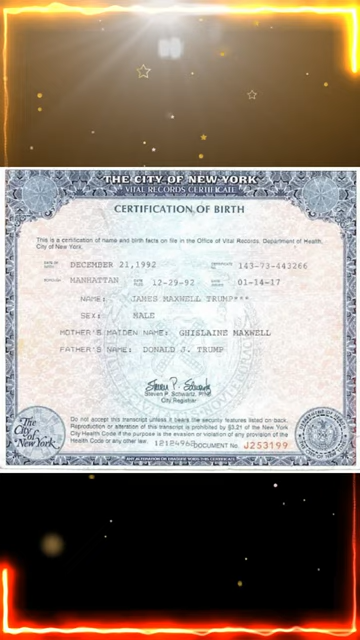 THE CITY OF NEW YORK
VITAL RECORDS CERTIFICATE
CERTIFICATION OF BIRTH
This is a certification of name and birth facts on file in the Office of Vital Records, Department of Health,
City of New York.
DATE OF BIRTH DECEMBER 21,1992 143-73-443266
MANHATTAN 12-29-92 01-14-17
NAME: JAMES MAXWELL TRUMP***
SEX: MALE
MOTHER'S MAIDEN NAME: GHISLAINE MAXWELL
FATHER'S NAME: DONALD J. TRUMP
Steven P. Schwartz
Steven P. Schwartz, PH.D
City Registrar
Do not accept this transcript unless it bears the security features listed on back.
Reproduction or alteration of this transcript is prohibited by §3.21 of the New York
City Health Code if the purpose is the evasion or violation of any provision of the
Health Code or any other law.
DOCUMENT No. J253199
The
City
of
New York